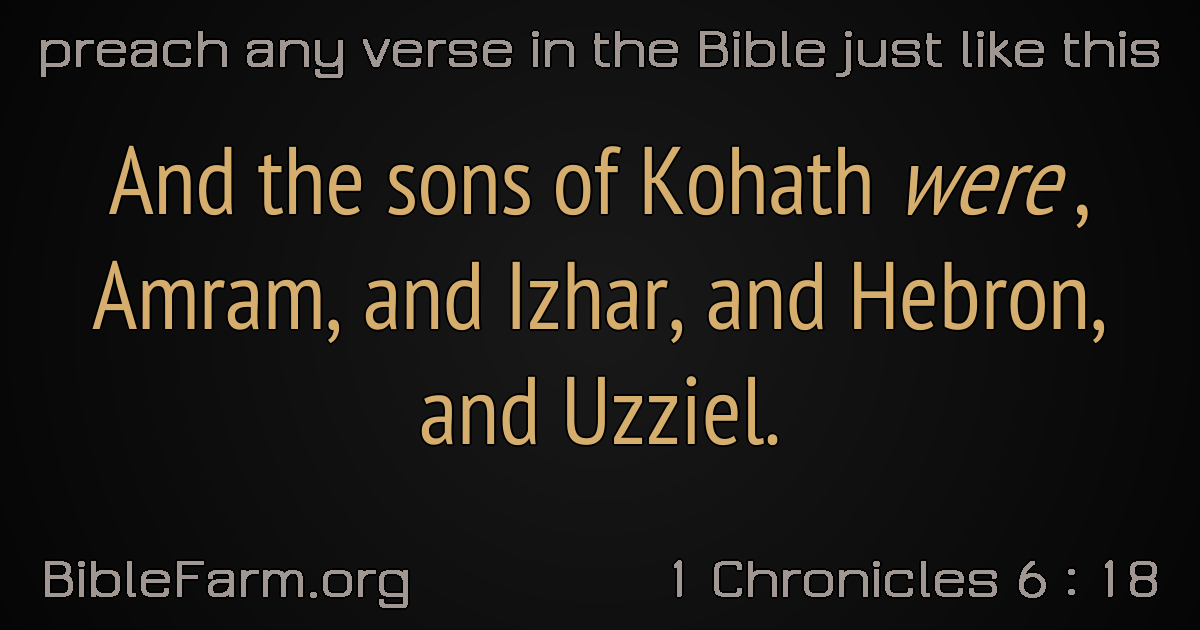 preach any verse in the Bible just like this
And the sons of Kohath were ,
Amram, and Izhar, and Hebron,
and Uzziel.
BibleFarm.org
1 Chronicles 6 : 18